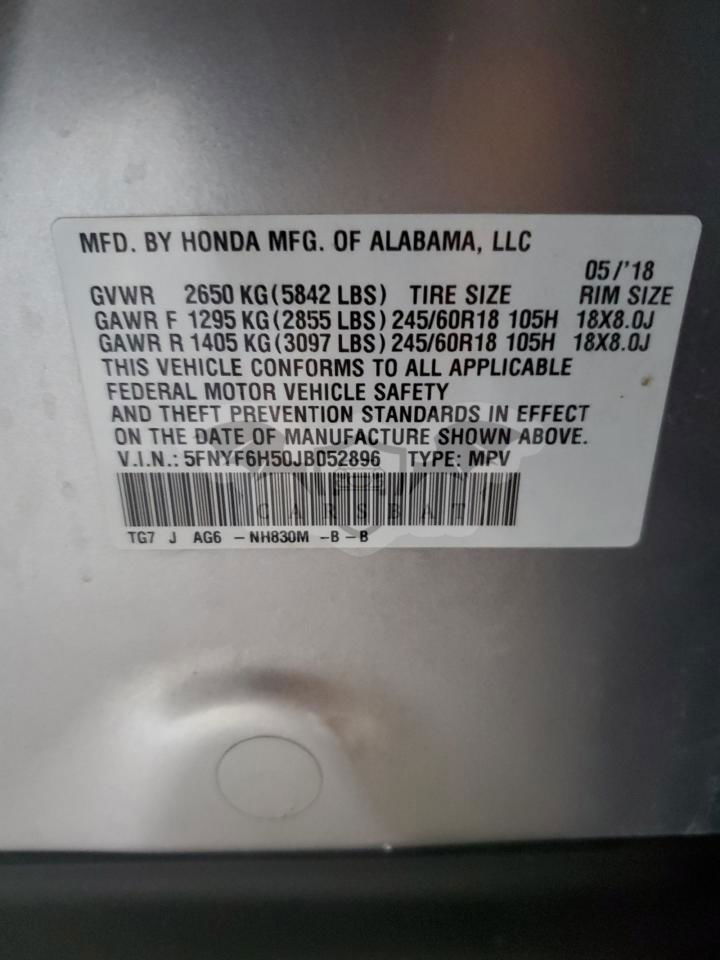 MFD. BY HONDA MFG. OF ALABAMA, LLC
05/'18
GVWR 2650 KG(5842 LBS) TIRE SIZE RIM SIZE
GAWR F 1295 KG(2855 LBS)245/60R18 105H 18X8.0J
GAWR R 1405 KG(3097 LBS)245/60R18 105H 18X8.0J
THIS VEHICLE CONFORMS TO ALL APPLICABLE
FEDERAL MOTOR VEHICLE SAFETY
AND THEFT PREVENTION STANDARDS IN EFFECT
ON THE DATE OF MANUFACTURE SHOWN ABOVE.
V.I.N.: 5FNYF6H50JB052896 TYPE: MPV
CARSBAT
TG7 J AG6 - NH830M -B - B